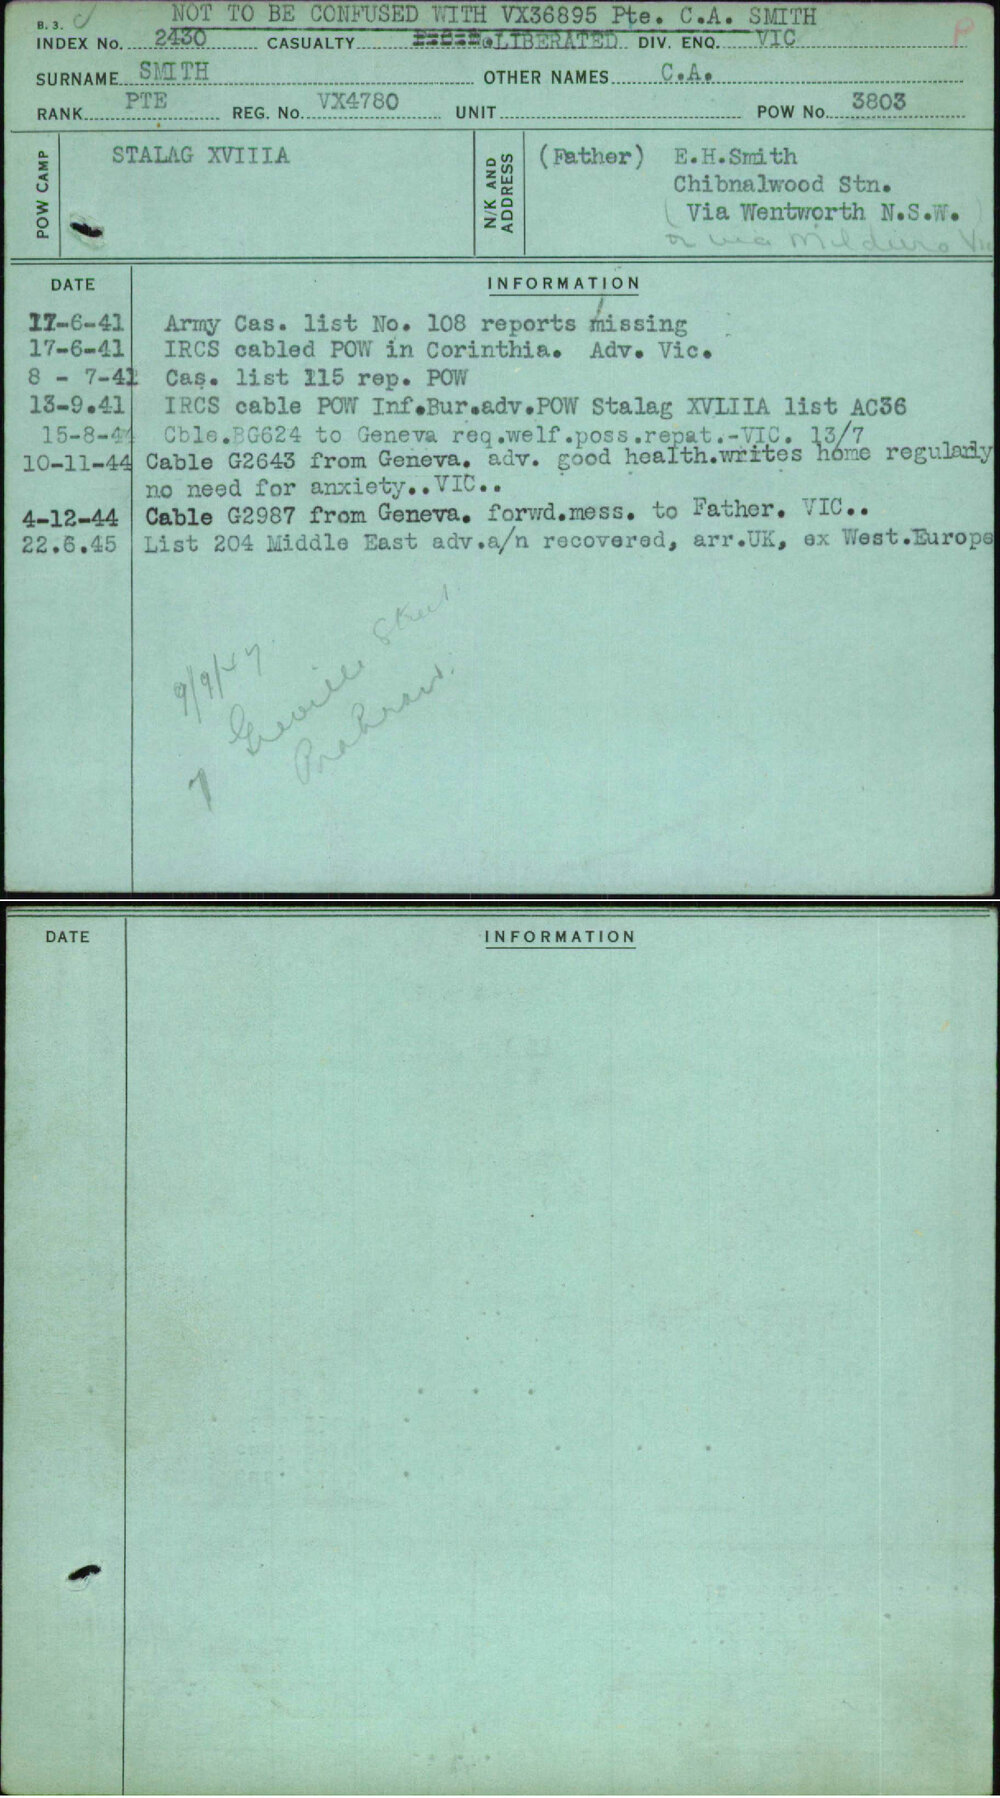 NOT TO BE CONFUSED WITH VX36895 Pte. C.A. SMITH
B. 3.
INDEX No. 2430 CASUALTY LIBERATED DIV. ENQ. VIC P
SURNAME SMITH OTHER NAMES C.A.
RANK PTE REG. No. VX4780 UNIT POW No. 3803
POW CAMP STALAG XVIIIA N/K AND ADDRESS (Father) E.H.Smith
Chibnalwood Stn.
(Via Wentworth N.S.W.)
or via Mildura Vic
DATE INFORMATION
17-6-41 Army Cas. list No. 108 reports missing
17-6-41 IRCS cabled POW in Corinthia. Adv. Vic.
8 - 7-41 Cas. list 115 rep. POW
13-9.41 IRCS cable POW Inf.Bur.adv.POW Stalag XVLIIA list AC36
15-8-44 Cble.BG624 to Geneva req.welf.poss.repat.-VIC. 13/7
10-11-44 Cable G2643 from Geneva. adv. good health.writes home regularly
no need for anxiety..VIC..
4-12-44 Cable G2987 from Geneva. forwd.mess. to Father. VIC..
22.6.45 List 204 Middle East adv.a/n recovered, arr.UK, ex West.Europe
9/9/47
7 Greville Street
Prahran.
DATE INFORMATION